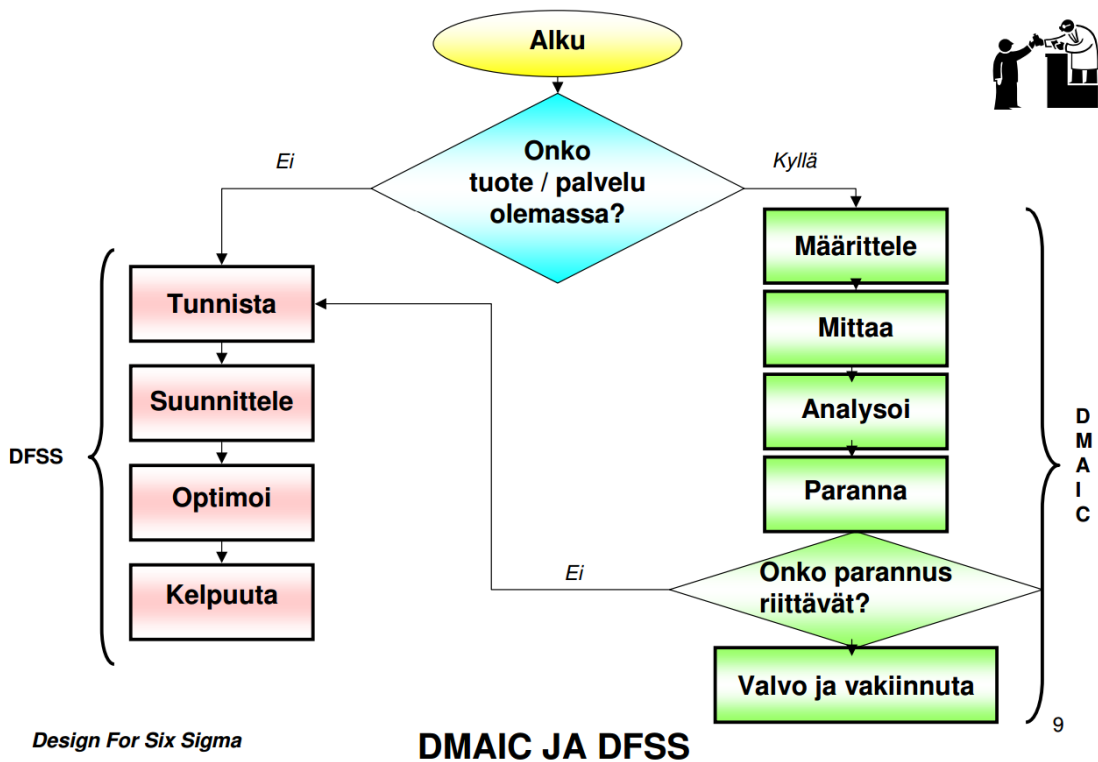 Alku
Onko
tuote / palvelu
olemassa?
Ei
Kyllä
Tunnista
Suunnittele
Optimoi
Kelpuuta
DFSS
Määrittele
Mittaa
Analysoi
Paranna
Onko parannus
riittävät?
Ei
Valvo ja vakiinnuta
D
M
A
I
C
Design For Six Sigma
DMAIC JA DFSS
9